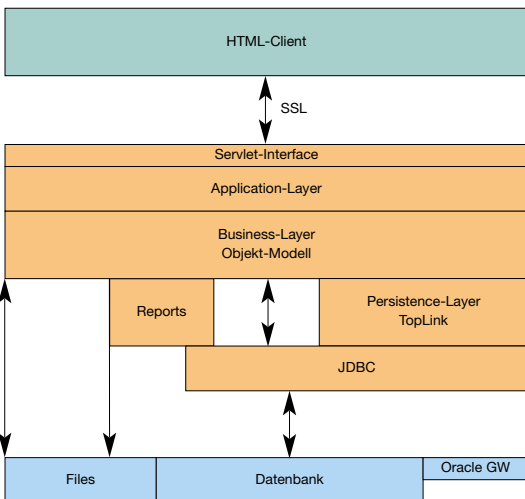 HTML-Client
SSL
Servlet-Interface
Application-Layer
Business-Layer
Objekt-Modell
Reports
Persistence-Layer
TopLink
JDBC
Files
Datenbank
Oracle GW